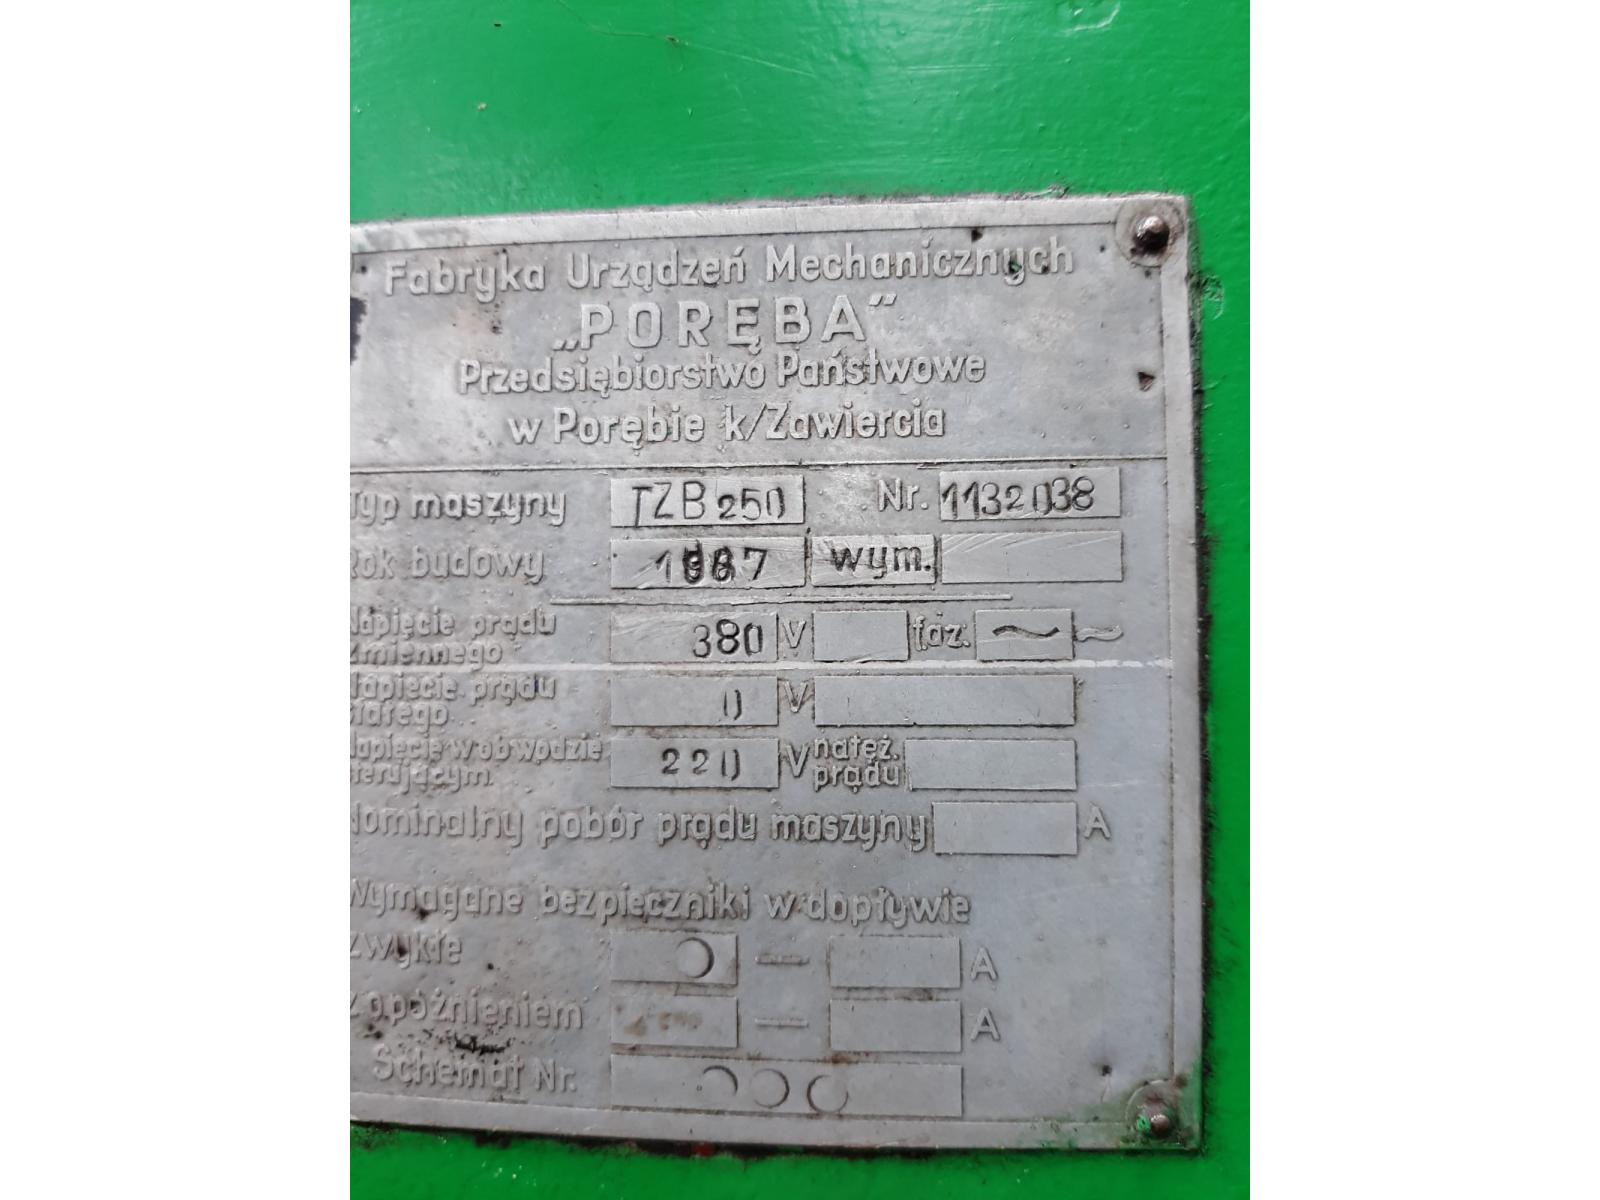 Fabryka Urządzeń Mechanicznych
„PORĘBA”
Przedsiębiorstwo Państwowe
w Porębie k/Zawiercia
Typ maszyny TZB 250 Nr. 1132038
Rok budowy wym.
Napięcie prądu zmiennego 380 V faz. ~ ~
Napięcie prądu stałego 0 V
Napięcie w obwodzie sterującym 220 V natęż. prądu
Nominalny pobór prądu maszyny A
Wymagane bezpieczniki w dopływie
Zwykłe — A
z opóźnieniem — A
Schemat Nr.